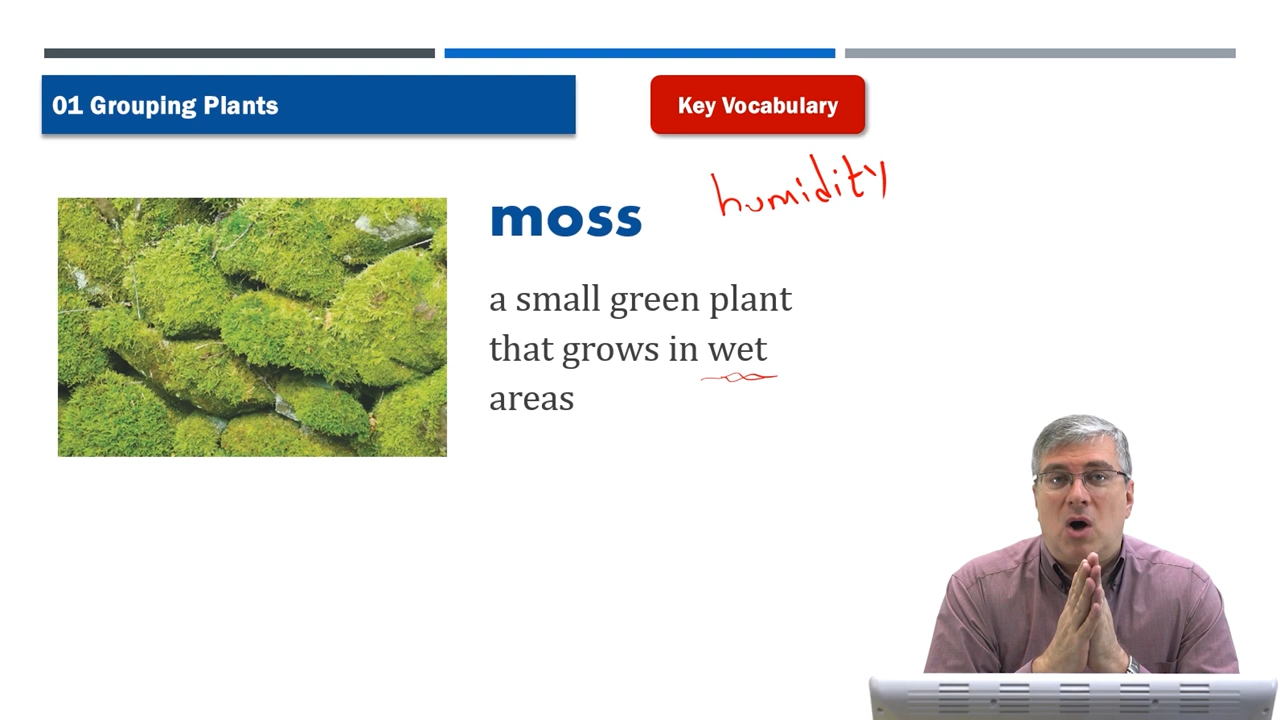 01 Grouping Plants
Key Vocabulary
humidity
moss
a small green plant
that grows in wet
areas